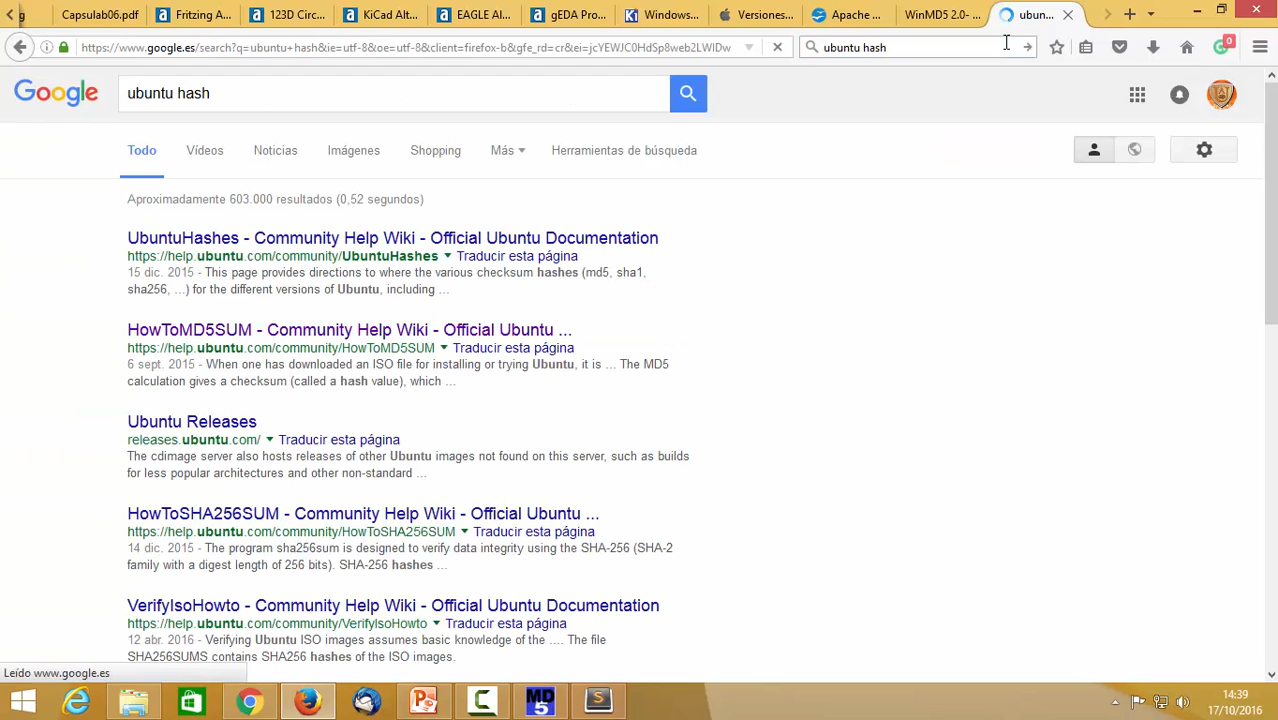 g
Capsulab06.pdf
Fritzing A...
123D Circ...
KiCad Alt...
EAGLE Al...
gEDA Pro...
Windows...
Versiones...
Apache ...
WinMD5 2.0- ...
ubun...
https://www.google.es/search?q=ubuntu+hash&ie=utf-8&oe=utf-8&client=firefox-b&gfe_rd=cr&ei=jcYEWJC0HdSp8web2LWIDw
ubuntu hash
0
Google
ubuntu hash
Todo Vídeos Noticias Imágenes Shopping Más Herramientas de búsqueda
Aproximadamente 603.000 resultados (0,52 segundos)
UbuntuHashes - Community Help Wiki - Official Ubuntu Documentation
https://help.ubuntu.com/community/UbuntuHashes Traducir esta página
15 dic. 2015 - This page provides directions to where the various checksum hashes (md5, sha1,
sha256, ...) for the different versions of Ubuntu, including ...
HowToMD5SUM - Community Help Wiki - Official Ubuntu ...
https://help.ubuntu.com/community/HowToMD5SUM Traducir esta página
6 sept. 2015 - When one has downloaded an ISO file for installing or trying Ubuntu, it is ... The MD5
calculation gives a checksum (called a hash value), which ...
Ubuntu Releases
releases.ubuntu.com/ Traducir esta página
The cdimage server also hosts releases of other Ubuntu images not found on this server, such as builds
for less popular architectures and other non-standard ...
HowToSHA256SUM - Community Help Wiki - Official Ubuntu ...
https://help.ubuntu.com/community/HowToSHA256SUM Traducir esta página
14 dic. 2015 - The program sha256sum is designed to verify data integrity using the SHA-256 (SHA-2
family with a digest length of 256 bits). SHA-256 hashes ...
VerifyIsoHowto - Community Help Wiki - Official Ubuntu Documentation
https://help.ubuntu.com/community/VerifyIsoHowto Traducir esta página
12 abr. 2016 - Verifying Ubuntu ISO images assumes basic knowledge of the .... The file
SHA256SUMS contains SHA256 hashes of the ISO images.
Leído www.google.es
MD
5
14:39
17/10/2016